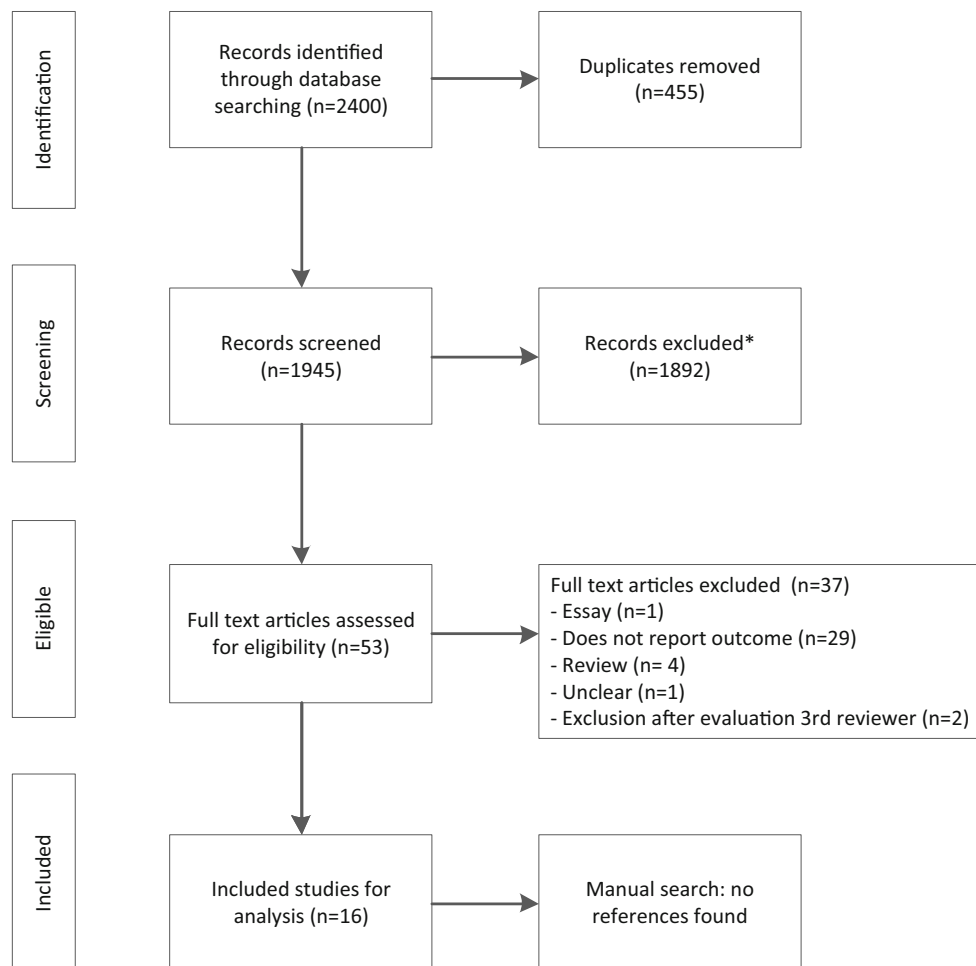 Identification
Records identified
through database
searching (n=2400)
Duplicates removed
(n=455)
Screening
Records screened
(n=1945)
Records excluded*
(n=1892)
Eligible
Full text articles assessed
for eligibility (n=53)
Full text articles excluded (n=37)
- Essay (n=1)
- Does not report outcome (n=29)
- Review (n= 4)
- Unclear (n=1)
- Exclusion after evaluation 3rd reviewer (n=2)
Included
Included studies for
analysis (n=16)
Manual search: no
references found